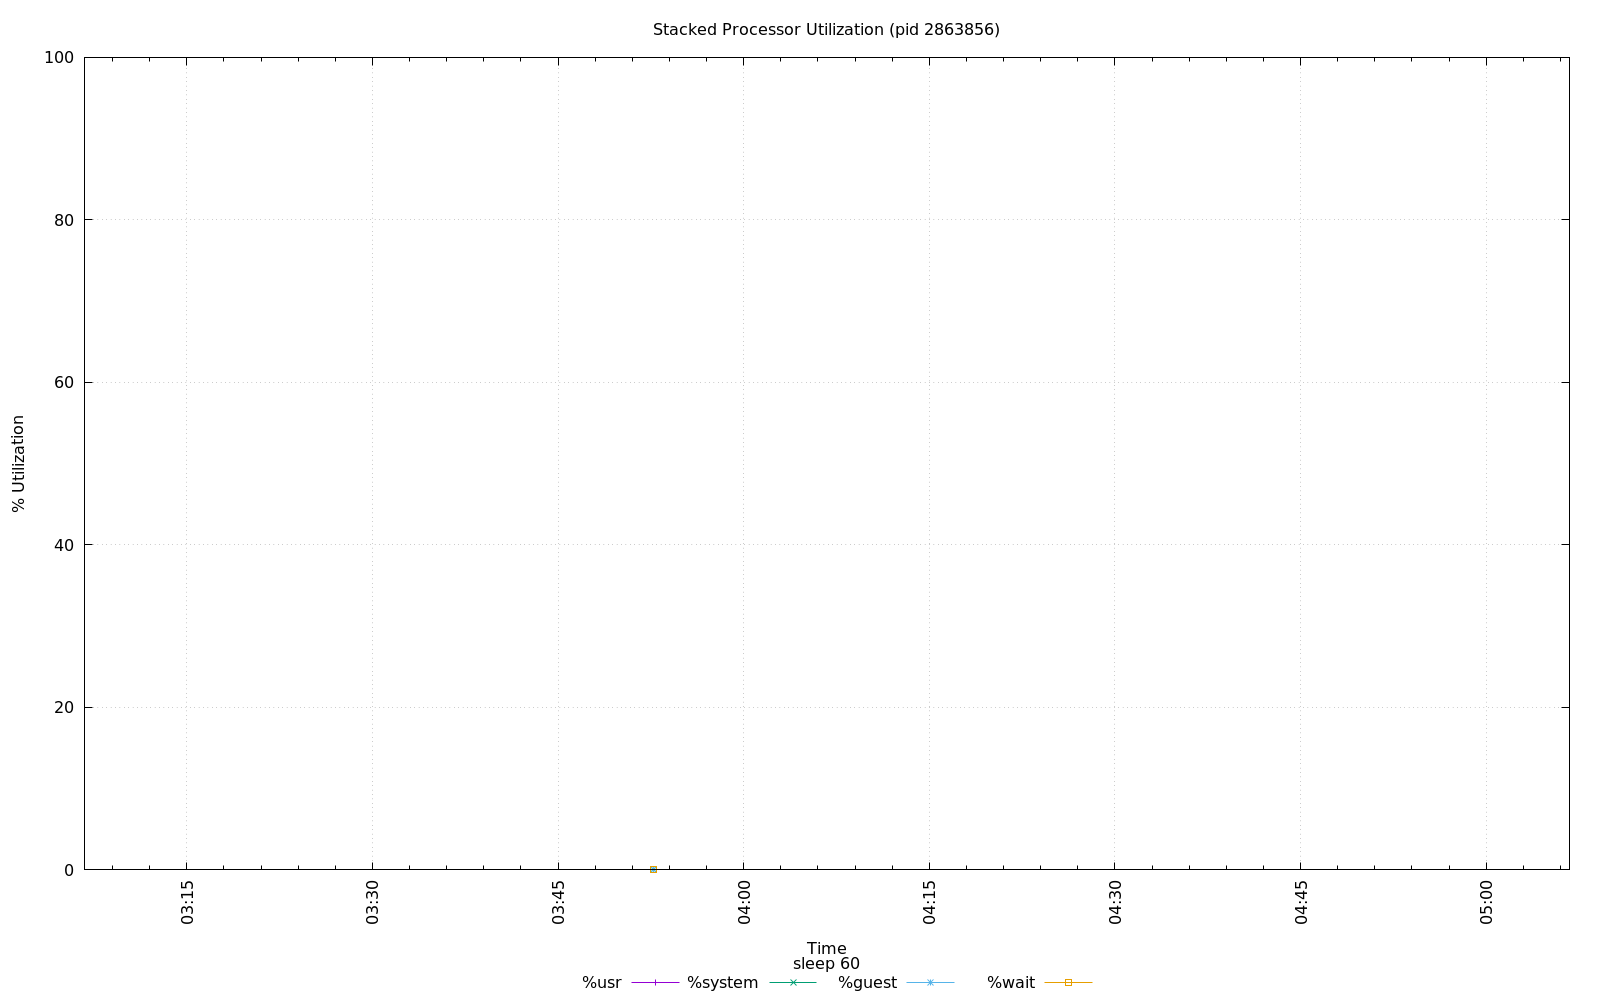 Stacked Processor Utilization (pid 2863856)
100
80
60
40
20
0
% Utilization
03:15
03:30
03:45
04:00
04:15
04:30
04:45
05:00
Time
sleep 60
%usr %system %guest %wait